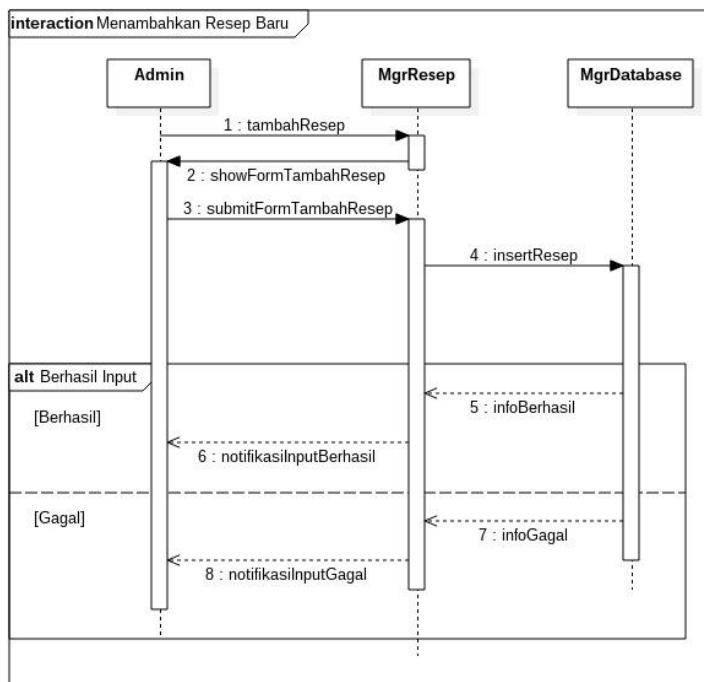 interaction Menambahkan Resep Baru
Admin
MgrResep
MgrDatabase
1 : tambahResep
2 : showFormTambahResep
3 : submitFormTambahResep
4 : insertResep
alt Berhasil Input
5 : infoBerhasil
[Berhasil]
6 : notifikasiInputBerhasil
[Gagal]
7 : infoGagal
8 : notifikasiInputGagal